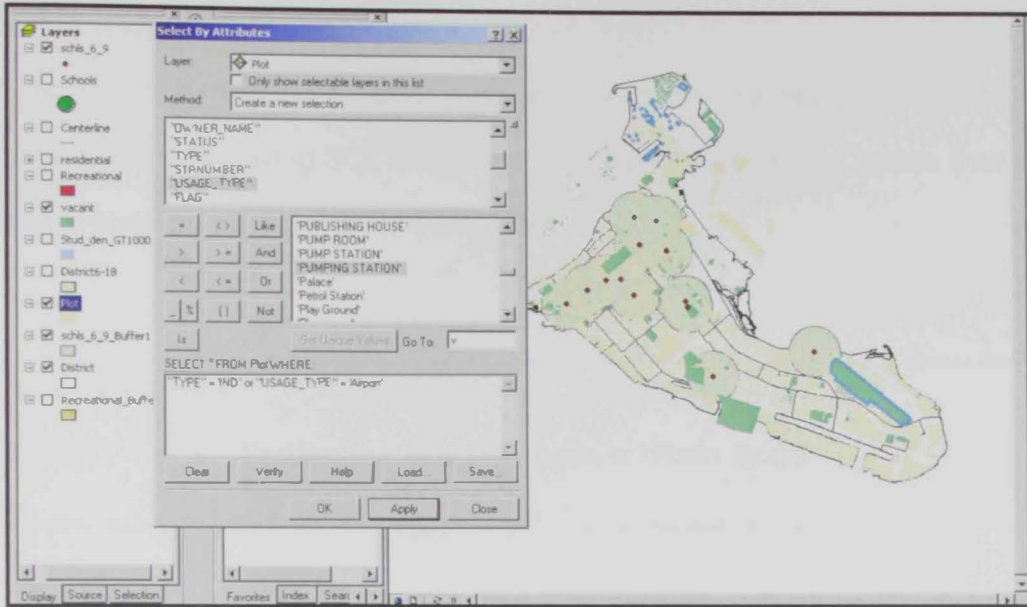 Layers
schls_6_9
Schools
Centerline
residential
Recreational
vacant
Stud_den_GT1000
District6-18
Plot
schls_6_9_Buffer1
District
Recreational_Buffe
Display Source Selection
Select By Attributes
Layer: Plot
Only show selectable layers in this list
Method: Create a new selection
"OWNER_NAME"
"STATUS"
"TYPE"
"STRNUMBER"
"USAGE_TYPE"
"FLAG"
= < > Like
> > = And
< < = Or
_ % ( ) Not
Is
'PUBLISHING HOUSE'
'PUMP ROOM'
'PUMP STATION'
'PUMPING STATION'
'Palace'
'Petrol Station'
'Play Ground'
Get Unique Values Go To: v
SELECT * FROM Plot WHERE:
"TYPE" = 'IND' or "USAGE_TYPE" = 'Airport'
Clear Verify Help Load... Save...
OK Apply Close
Favorites Index Searc